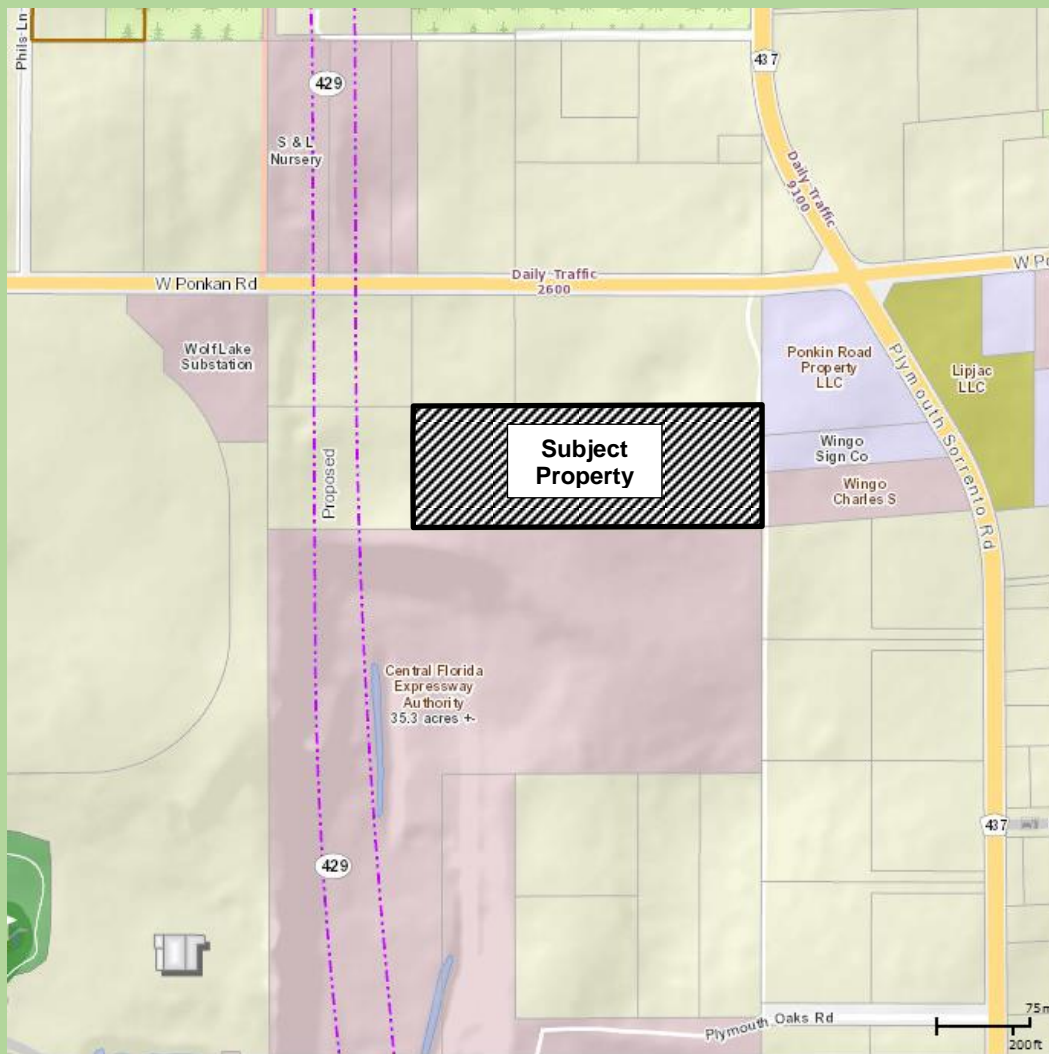 Phils Ln
437
429
S & L
Nursery
Daily Traffic
9100
Daily Traffic
2600
W Ponkan Rd
W Po
WolfLake
Substation
Ponkin Road
Property
LLC
Lipjac
LLC
Plymouth Sorrento Rd
Subject
Property
Wingo
Sign Co
Wingo
Charles S
Proposed
Central Florida
Expressway
Authority
35.3 acres +-
437
429
Plymouth Oaks Rd
75m
200ft